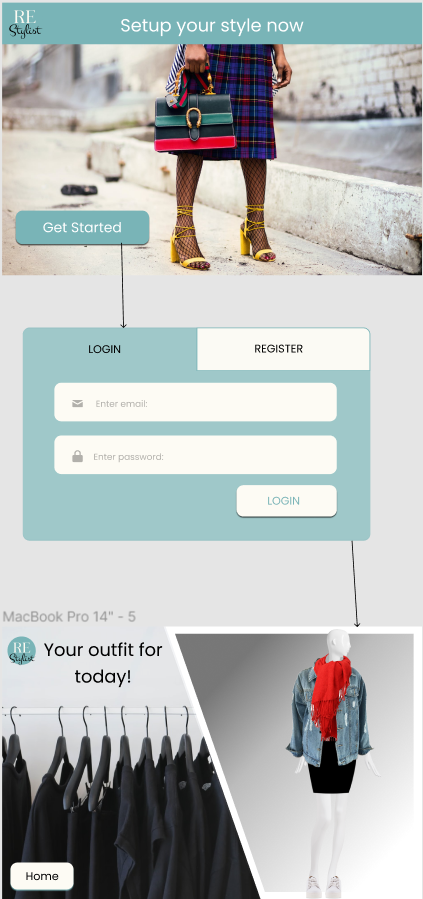 RE
Stylist
Setup your style now
Get Started
LOGIN
REGISTER
Enter email:
Enter password:
LOGIN
MacBook Pro 14" - 5
RE
Stylist
Your outfit for
today!
Home